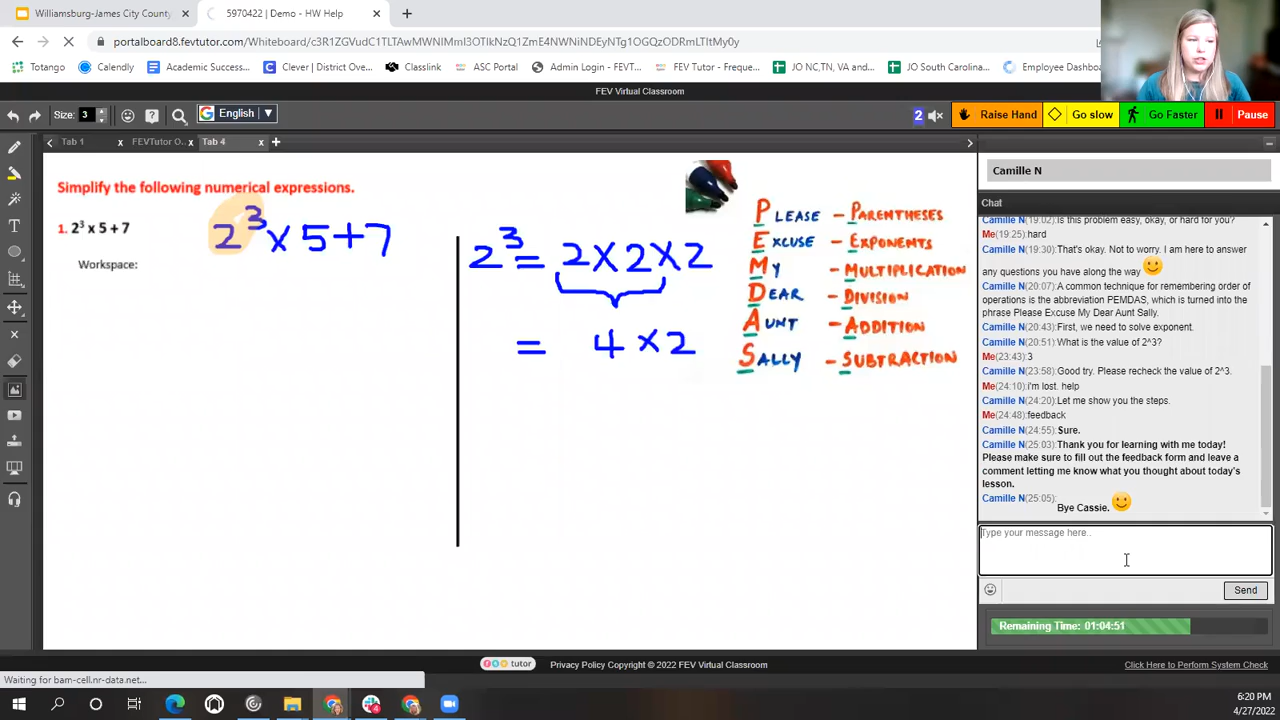 Williamsburg-James City County
5970422 | Demo - HW Help
portalboard8.fevtutor.com/Whiteboard/c3R1ZGVudC1TLTAwMWNlMmI3OTlkNzQ1ZmE4NWNiNDEyNTg1OGQzODRmLTItMy0y
Totango
Calendly
Academic Success...
Clever | District Po...
Classlink
ASC Portal
Admin Login - FEVT...
FEV Tutor - Freque...
JO NC,TN, VA and...
JO South Carolina...
Employee Dashbo
FEV Virtual Classroom
Size: 3
English
2
Raise Hand
Go slow
Go Faster
Pause
Tab 1 x
FEVTutor O.. x
Tab 4 x
Simplify the following numerical expressions.
1. 2³ x 5 + 7
2³×5+7
Workspace:
2³ = 2×2×2
= 4×2
PLEASE - PARENTHESES
EXCUSE - EXPONENTS
MY - MULTIPLICATION
DEAR - DIVISION
AUNT - ADDITION
SALLY - SUBTRACTION
Camille N
Chat
Camille N(19:02):Is this problem easy, okay, or hard for you?
Me(19:25):hard
Camille N(19:30):That's okay. Not to worry. I am here to answer
any questions you have along the way
Camille N(20:07):A common technique for remembering order of
operations is the abbreviation PEMDAS, which is turned into the
phrase Please Excuse My Dear Aunt Sally.
Camille N(20:43):First, we need to solve exponent.
Camille N(20:51):What is the value of 2^3?
Me(23:43):3
Camille N(23:58):Good try. Please recheck the value of 2^3.
Me(24:10):i'm lost. help
Camille N(24:20):Let me show you the steps.
Me(24:48):feedback
Camille N(24:55):Sure.
Camille N(25:03):Thank you for learning with me today!
Please make sure to fill out the feedback form and leave a
comment letting me know what you thought about today's
lesson.
Camille N(25:05):
Bye Cassie.
Type your message here..
Send
Remaining Time: 01:04:51
fev tutor
Privacy Policy Copyright © 2022 FEV Virtual Classroom
Click Here to Perform System Check
Waiting for bam-cell.nr-data.net...
6:20 PM
4/27/2022